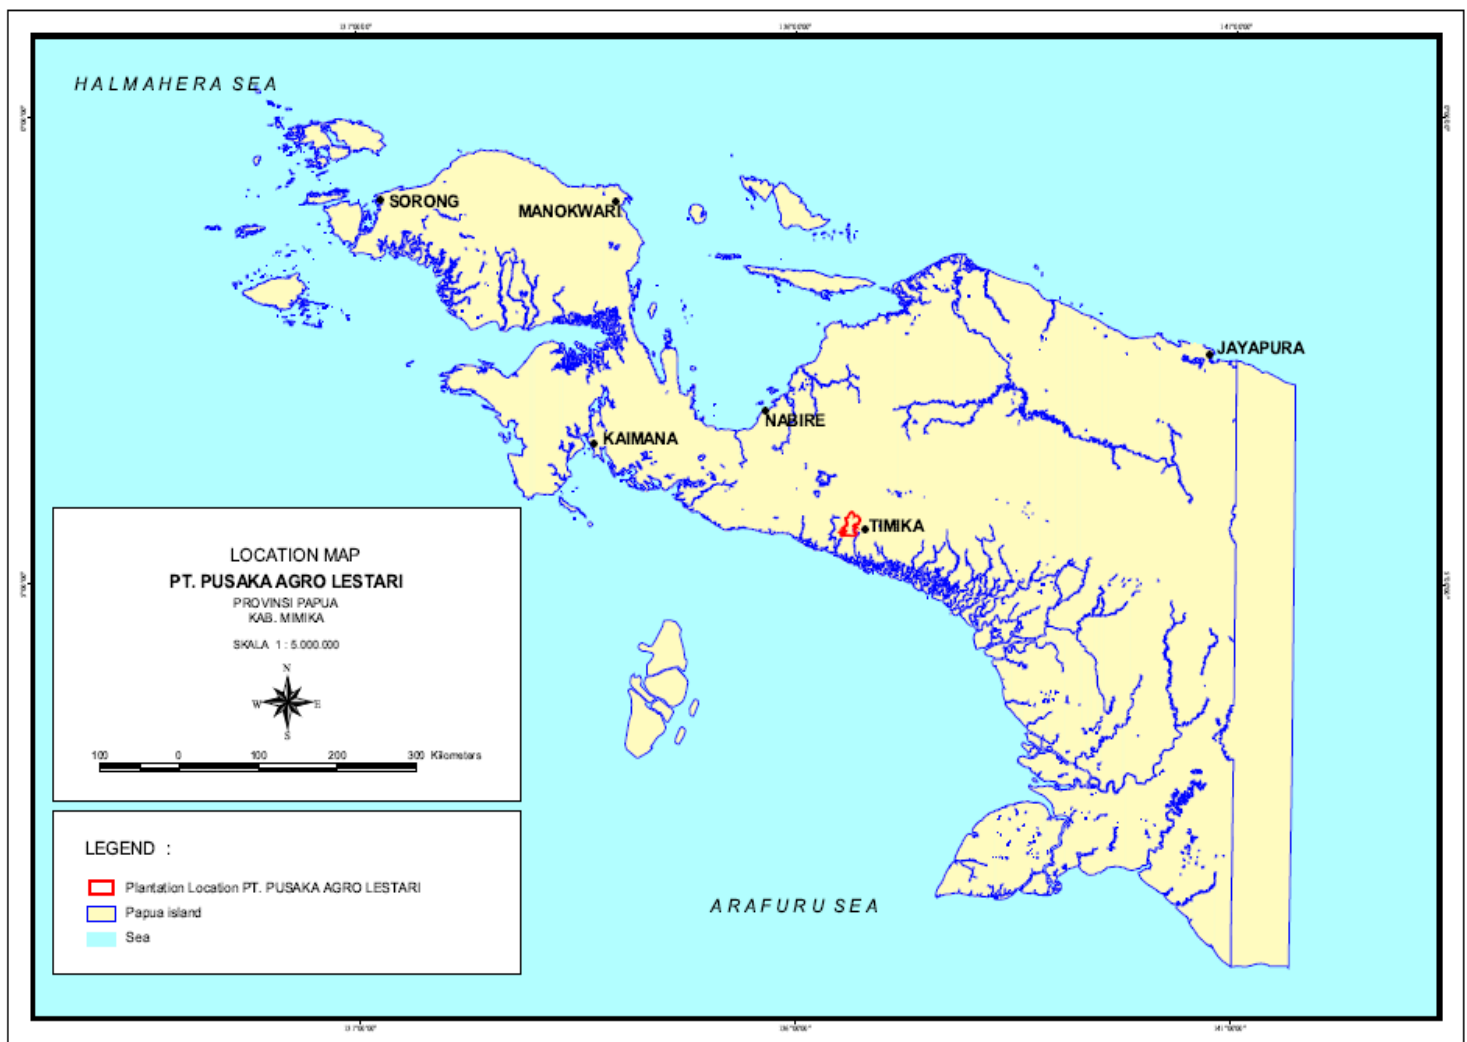 HALMAHERA SEA
SORONG
MANOKWARI
JAYAPURA
NABIRE
KAIMANA
TIMIKA
LOCATION MAP
PT. PUSAKA AGRO LESTARI
PROVINSI PAPUA
KAB. MIMIKA
SKALA 1 : 5.000.000
N
W E
S
100 0 100 200 300 Kilometers
LEGEND :
Plantation Location PT. PUSAKA AGRO LESTARI
Papua island
Sea
ARAFURU SEA